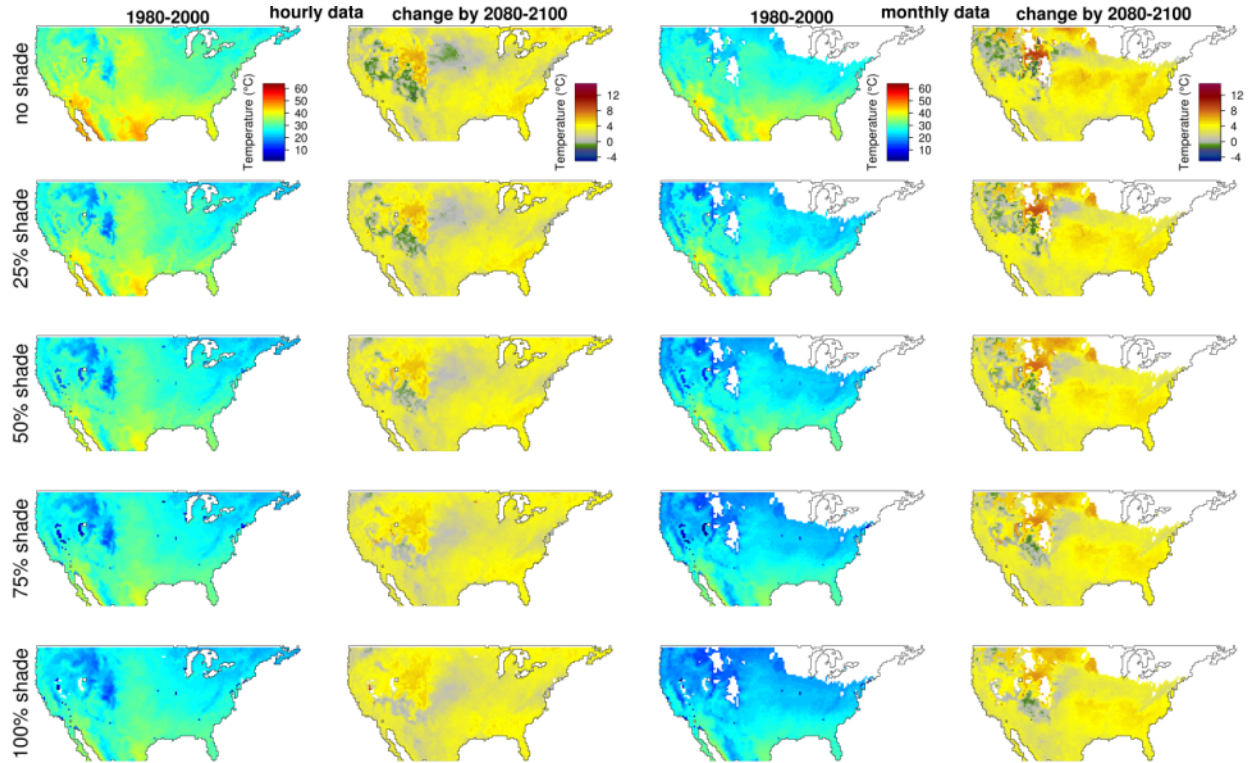 hourly data
monthly data
1980-2000
change by 2080-2100
1980-2000
change by 2080-2100
no shade
Temperature (°C)
60
50
40
30
20
10
Temperature (°C)
12
8
4
0
-4
Temperature (°C)
60
50
40
30
20
10
Temperature (°C)
12
8
4
0
-4
25% shade
50% shade
75% shade
100% shade